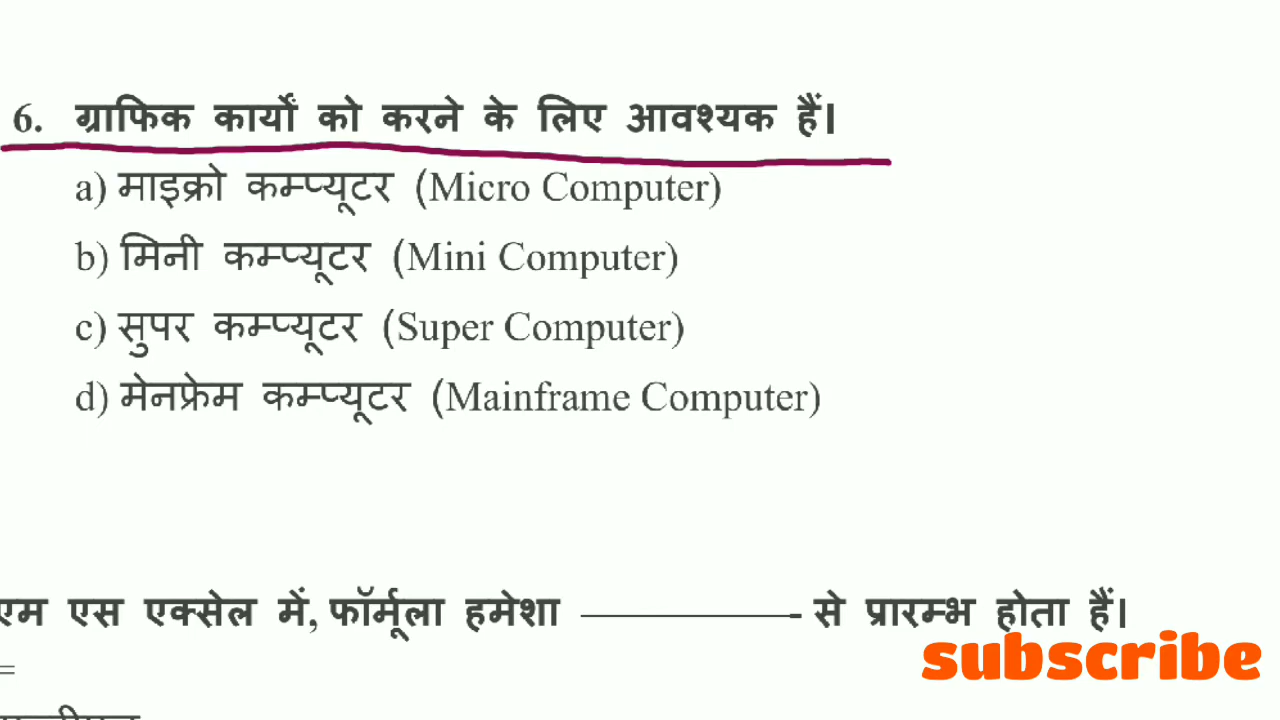 6. ग्राफिक कार्यों को करने के लिए आवश्यक हैं।
a) माइक्रो कम्प्यूटर (Micro Computer)
b) मिनी कम्प्यूटर (Mini Computer)
c) सुपर कम्प्यूटर (Super Computer)
d) मेनफ्रेम कम्प्यूटर (Mainframe Computer)
एम एस एक्सेल में, फॉर्मूला हमेशा ——————- से प्रारम्भ होता हैं।
subscribe
=